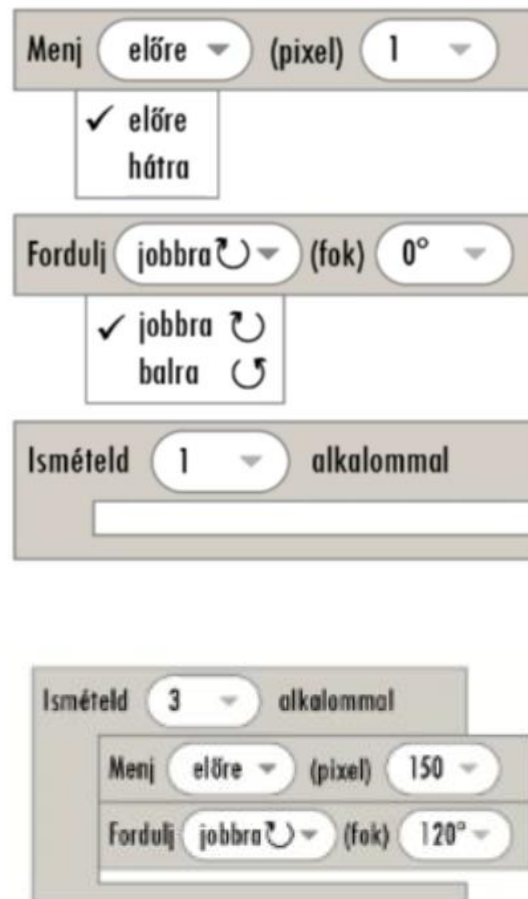 Menj előre (pixel) 1
előre
hátra
Fordulj jobbra (fok) 0°
jobbra
balra
Ismételd 1 alkalommal
Ismételd 3 alkalommal
Menj előre (pixel) 150
Fordulj jobbra (fok) 120°